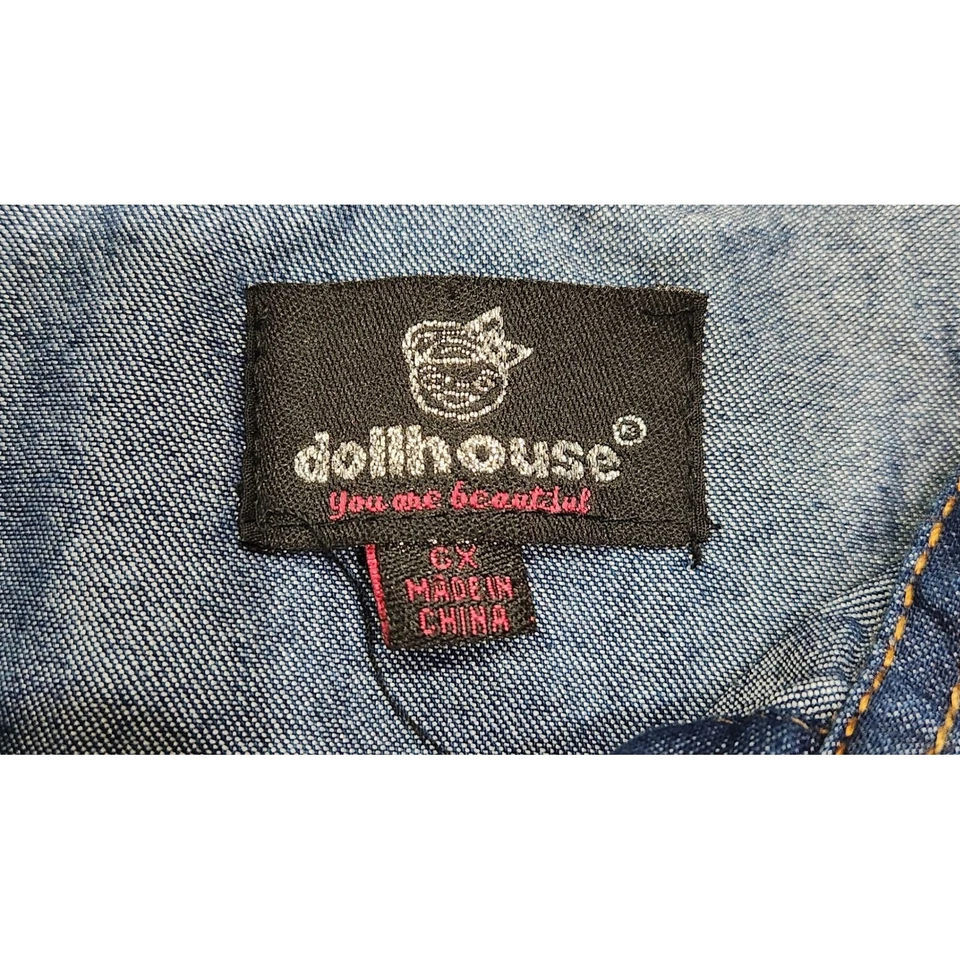 dollhouse®
You are beautiful
6X
MADE IN
CHINA